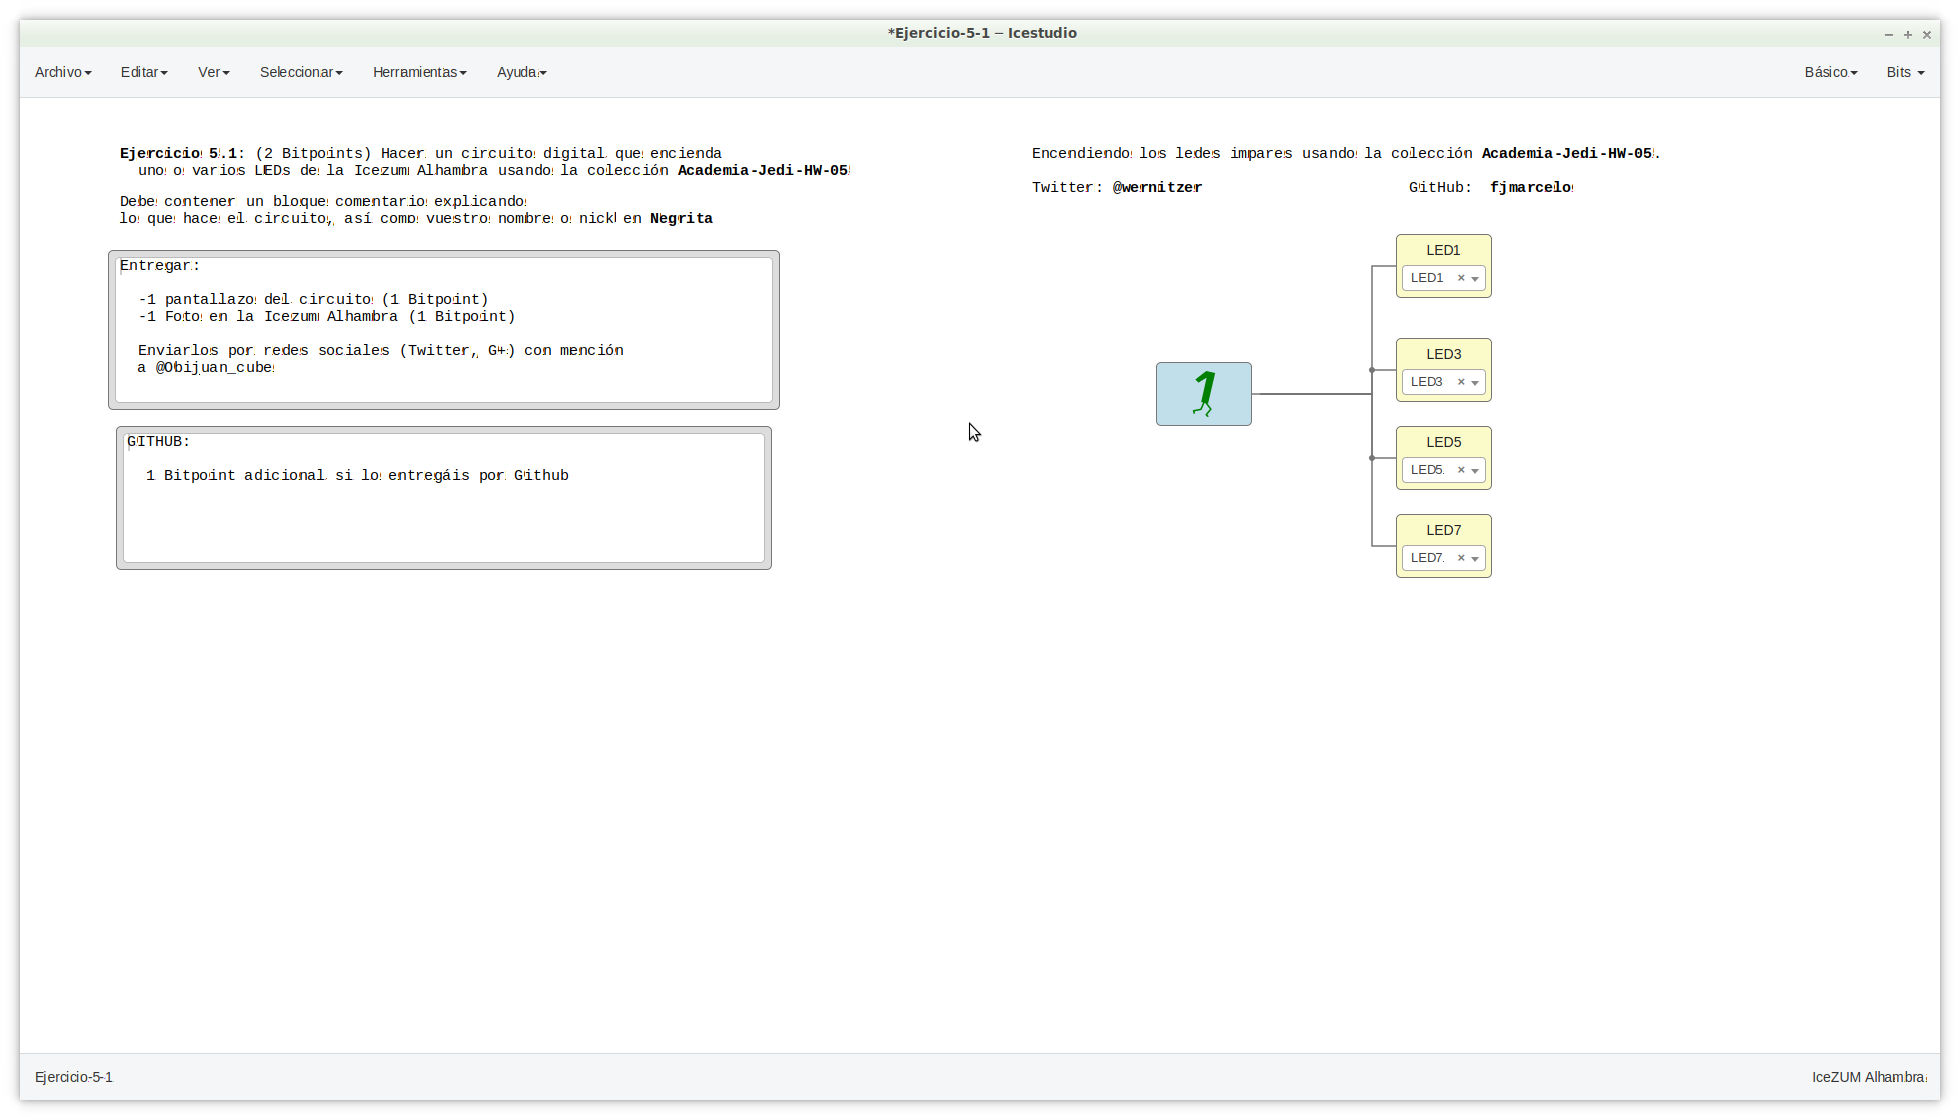 *Ejercicio-5-1 – Icestudio
Archivo Editar Ver Seleccionar Herramientas Ayuda Básico Bits
Ejercicio 5.1: (2 Bitpoints) Hacer un circuito digital que encienda
uno o varios LEDs de la Icezum Alhambra usando la colección Academia-Jedi-HW-05
Debe contener un bloque comentario explicando
lo que hace el circuito, así como vuestro nombre o nick en Negrita
Entregar:
-1 pantallazo del circuito (1 Bitpoint)
-1 Foto en la Icezum Alhambra (1 Bitpoint)
Enviarlos por redes sociales (Twitter, G+) con mención
a @Obijuan_cube
GITHUB:
1 Bitpoint adicional si lo entregáis por Github
Encendiendo los ledes impares usando la colección Academia-Jedi-HW-05.
Twitter: @wernitzer GitHub: fjmarcelo
1
LED1
LED1
LED3
LED3
LED5
LED5
LED7
LED7
Ejercicio-5-1 IceZUM Alhambra